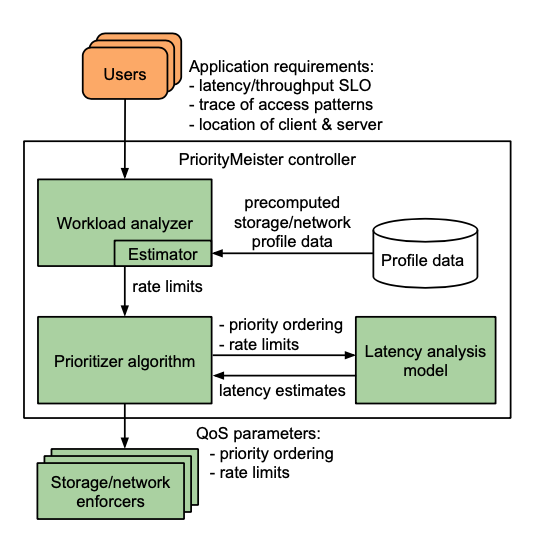 Users
Application requirements:
- latency/throughput SLO
- trace of access patterns
- location of client & server
PriorityMeister controller
Workload analyzer
Estimator
precomputed
storage/network
profile data
Profile data
rate limits
Prioritizer algorithm
- priority ordering
- rate limits
latency estimates
Latency analysis
model
QoS parameters:
- priority ordering
- rate limits
Storage/network
enforcers